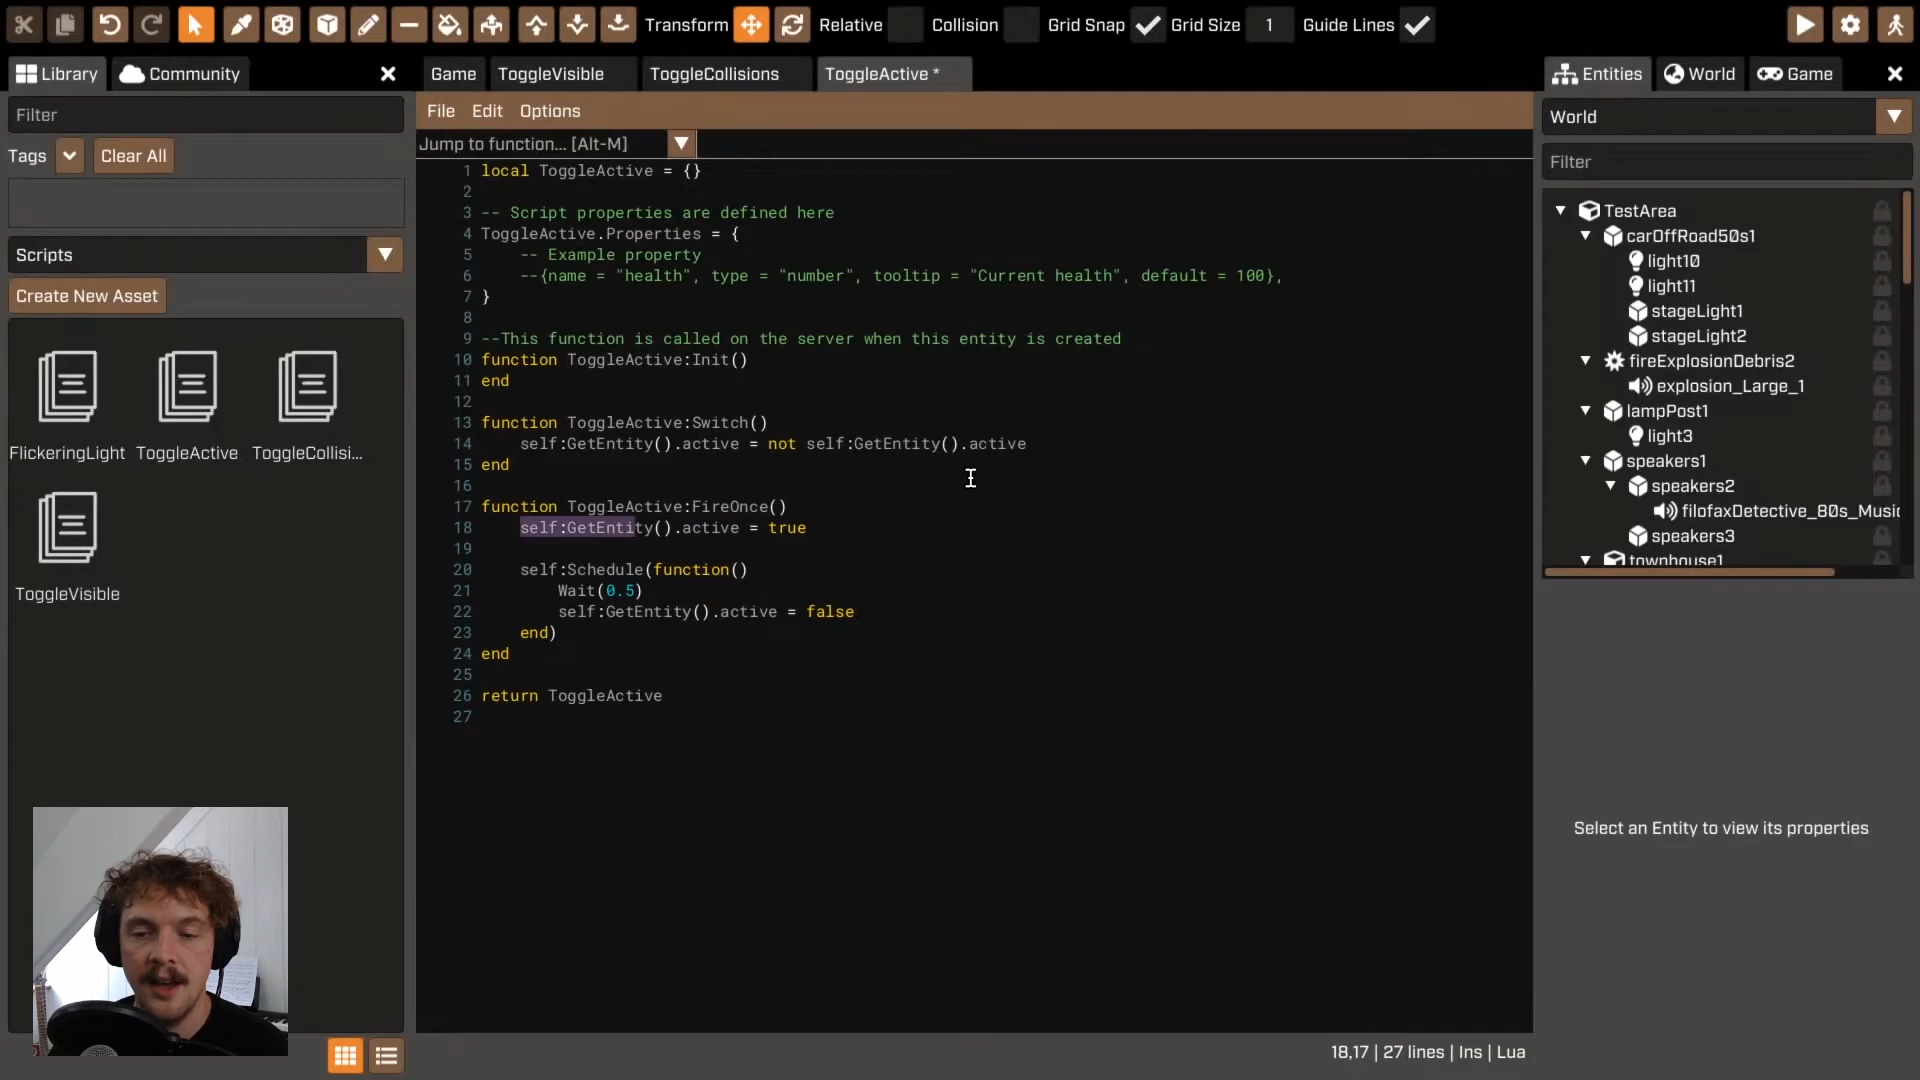 Transform Relative Collision Grid Snap Grid Size 1 Guide Lines
Library Community
Game ToggleVisible ToggleCollisions ToggleActive *
Entities World Game
Filter
Tags Clear All
Scripts
Create New Asset
FlickeringLight ToggleActive ToggleCollisi...
ToggleVisible
File Edit Options
Jump to function... [Alt-M]
1 local ToggleActive = {}
2
3 -- Script properties are defined here
4 ToggleActive.Properties = {
5 -- Example property
6 --{name = "health", type = "number", tooltip = "Current health", default = 100},
7 }
8
9 --This function is called on the server when this entity is created
10 function ToggleActive:Init()
11 end
12
13 function ToggleActive:Switch()
14 self:GetEntity().active = not self:GetEntity().active
15 end
16
17 function ToggleActive:FireOnce()
18 self:GetEntity().active = true
19
20 self:Schedule(function()
21 Wait(0.5)
22 self:GetEntity().active = false
23 end)
24 end
25
26 return ToggleActive
27
18,17 | 27 lines | Ins | Lua
World
Filter
TestArea
carOffRoad50s1
light10
light11
stageLight1
stageLight2
fireExplosionDebris2
explosion_Large_1
lampPost1
light3
speakers1
speakers2
filofaxDetective_80s_Music
speakers3
townhouse1
Select an Entity to view its properties